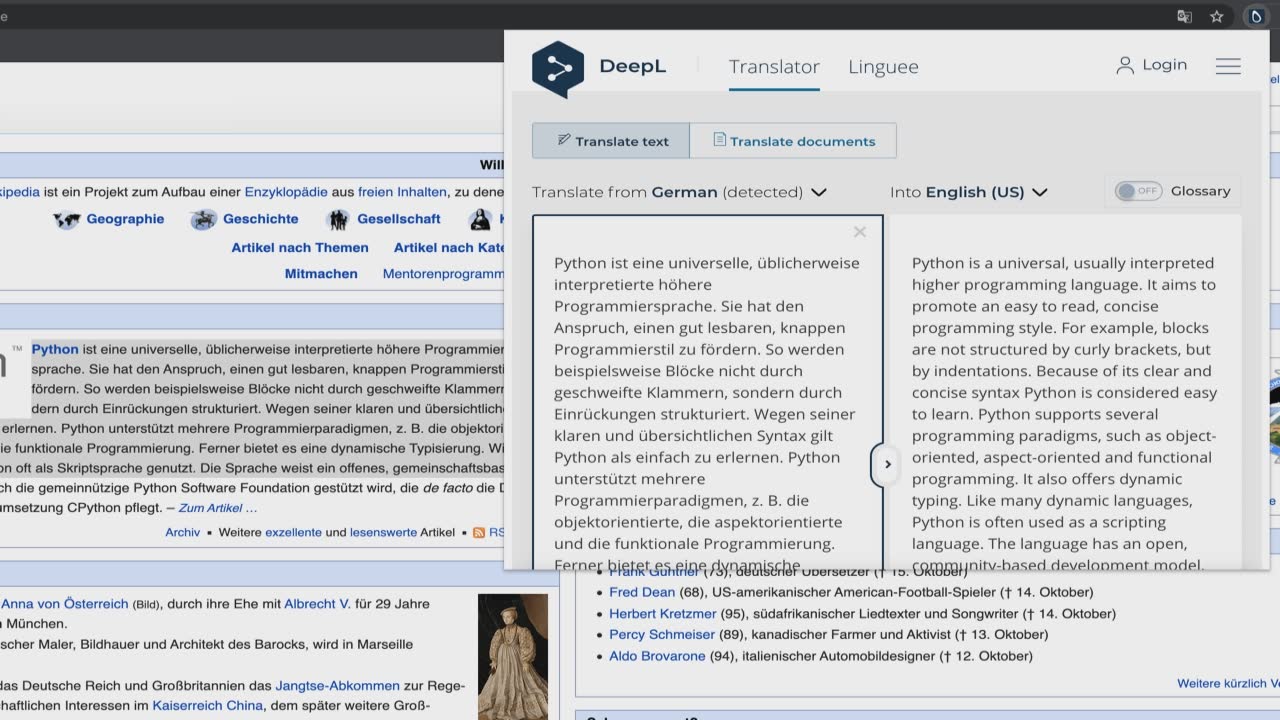 e
DeepL
Translator
Linguee
Login
Translate text
Translate documents
Translate from German (detected)
Into English (US)
OFF
Glossary
Python ist eine universelle, üblicherweise
interpretierte höhere
Programmiersprache. Sie hat den
Anspruch, einen gut lesbaren, knappen
Programmierstil zu fördern. So werden
beispielsweise Blöcke nicht durch
geschweifte Klammern, sondern durch
Einrückungen strukturiert. Wegen seiner
klaren und übersichtlichen Syntax gilt
Python als einfach zu erlernen. Python
unterstützt mehrere
Programmierparadigmen, z. B. die
objektorientierte, die aspektorientierte
und die funktionale Programmierung.
Ferner bietet es eine dynamische
Python is a universal, usually interpreted
higher programming language. It aims to
promote an easy to read, concise
programming style. For example, blocks
are not structured by curly brackets, but
by indentations. Because of its clear and
concise syntax Python is considered easy
to learn. Python supports several
programming paradigms, such as object-
oriented, aspect-oriented and functional
programming. It also offers dynamic
typing. Like many dynamic languages,
Python is often used as a scripting
language. The language has an open,
community-based development model,
Will
kipedia ist ein Projekt zum Aufbau einer Enzyklopädie aus freien Inhalten, zu dene
Geographie
Geschichte
Gesellschaft
Artikel nach Themen
Artikel nach Kate
Mitmachen
Mentorenprogramm
™
Python ist eine universelle, üblicherweise interpretierte höhere Programmier
sprache. Sie hat den Anspruch, einen gut lesbaren, knappen Programmiersti
fördern. So werden beispielsweise Blöcke nicht durch geschweifte Klammern
dern durch Einrückungen strukturiert. Wegen seiner klaren und übersichtliche
erlernen. Python unterstützt mehrere Programmierparadigmen, z. B. die objektori
ie funktionale Programmierung. Ferner bietet es eine dynamische Typisierung. Wi
on oft als Skriptsprache genutzt. Die Sprache weist ein offenes, gemeinschaftsbas
ch die gemeinnützige Python Software Foundation gestützt wird, die de facto die D
umsetzung CPython pflegt. – Zum Artikel …
Archiv ▪ Weitere exzellente und lesenswerte Artikel ▪ RS
Anna von Österreich (Bild), durch ihre Ehe mit Albrecht V. für 29 Jahre
München.
scher Maler, Bildhauer und Architekt des Barocks, wird in Marseille
das Deutsche Reich und Großbritannien das Jangtse-Abkommen zur Rege-
chaftlichen Interessen im Kaiserreich China, dem später weitere Groß-
• Frank Günther (73), deutscher Übersetzer († 15. Oktober)
• Fred Dean (68), US-amerikanischer American-Football-Spieler († 14. Oktober)
• Herbert Kretzmer (95), südafrikanischer Liedtexter und Songwriter († 14. Oktober)
• Percy Schmeiser (89), kanadischer Farmer und Aktivist († 13. Oktober)
• Aldo Brovarone (94), italienischer Automobildesigner († 12. Oktober)
Weitere kürzlich Ve